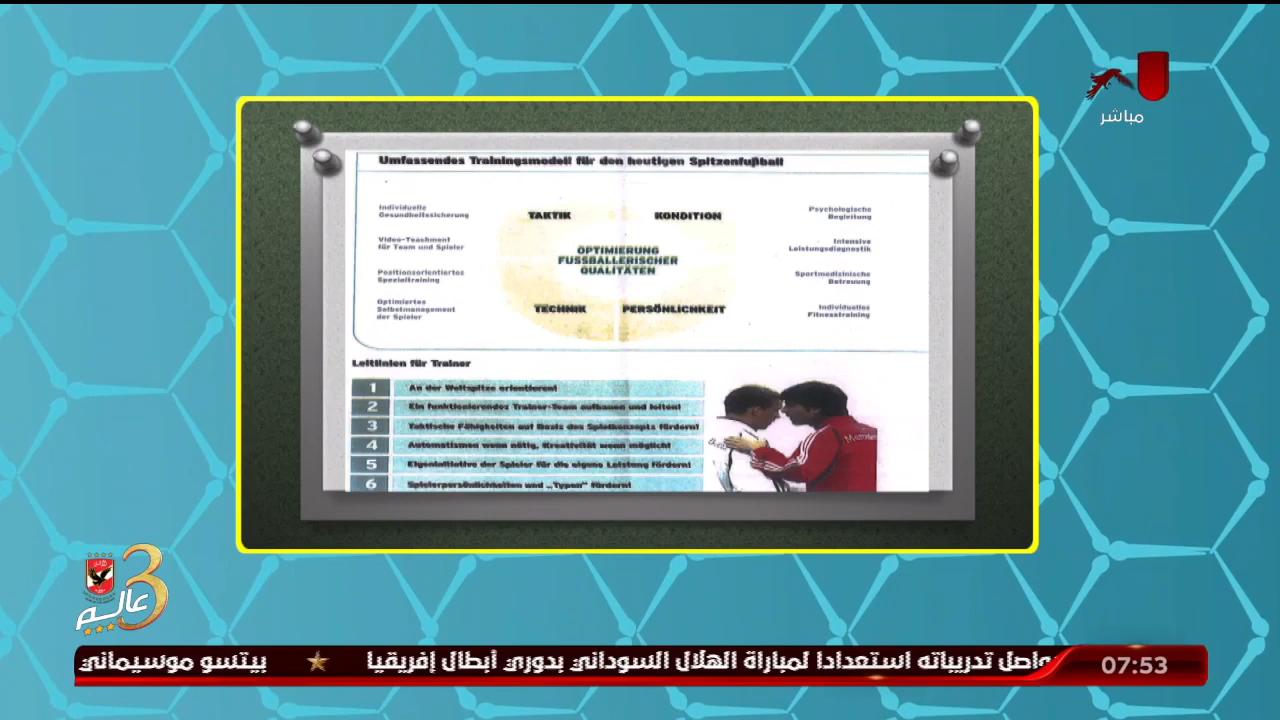 مباشر
Umfassendes Trainingsmodell für den heutigen Spitzenfußball
Individuelle
Gesundheitssicherung
Video-Teachment
für Team und Spieler
Positionsorientiertes
Spezialtraining
Optimiertes
Selbstmanagement
der Spieler
TAKTIK
KONDITION
OPTIMIERUNG
FUSSBALLERISCHER
QUALITÄTEN
TECHNIK
PERSÖNLICHKEIT
Psychologische
Begleitung
Intensive
Leistungsdiagnostik
Sportmedizinische
Betreuung
Individuelles
Fitnesstraining
Leitlinien für Trainer
1 An der Weltspitze orientieren!
2 Ein funktionierendes Trainer-Team aufbauen und leiten!
3 Taktische Fähigkeiten auf Basis des Spielkonzepts fördern!
4 Automatismen wenn nötig, Kreativität wenn möglich!
5 Eigeninitiative der Spieler für die eigene Leistung fördern!
6 Spielerpersönlichkeiten und „Typen" fördern!
3
عالم
واصل تدريباته استعدادا لمباراة الهلال السوداني بدوري أبطال إفريقيا
بيتسو موسيماني
07:53